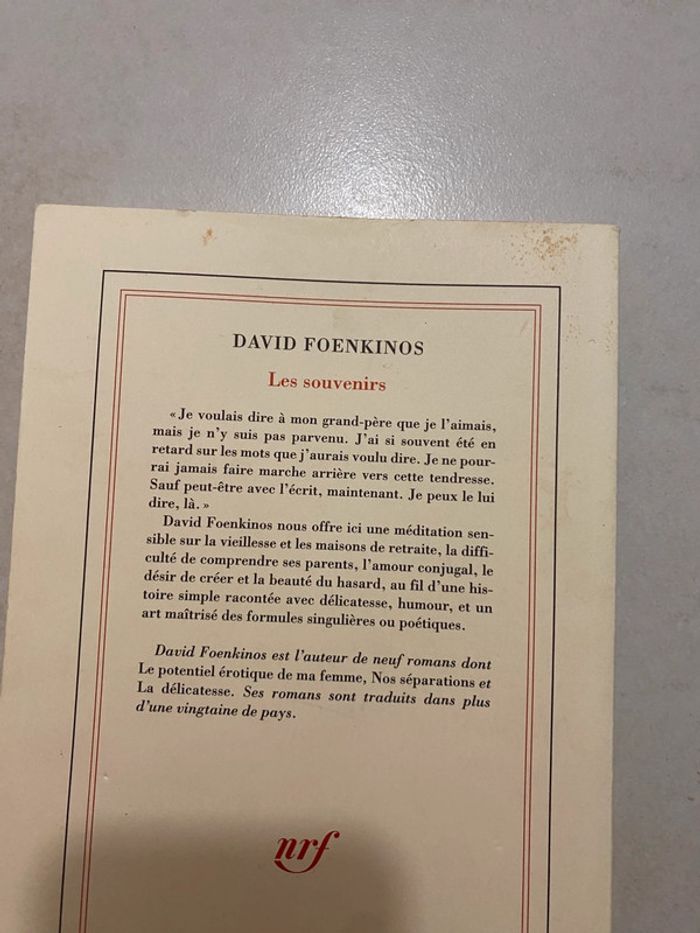 DAVID FOENKINOS
Les souvenirs
« Je voulais dire à mon grand-père que je l'aimais,
mais je n'y suis pas parvenu. J'ai si souvent été en
retard sur les mots que j'aurais voulu dire. Je ne pour-
rai jamais faire marche arrière vers cette tendresse.
Sauf peut-être avec l'écrit, maintenant. Je peux le lui
dire, là. »
David Foenkinos nous offre ici une méditation sen-
sible sur la vieillesse et les maisons de retraite, la diffi-
culté de comprendre ses parents, l'amour conjugal, le
désir de créer et la beauté du hasard, au fil d'une his-
toire simple racontée avec délicatesse, humour, et un
art maîtrisé des formules singulières ou poétiques.
David Foenkinos est l'auteur de neuf romans dont
Le potentiel érotique de ma femme, Nos séparations et
La délicatesse. Ses romans sont traduits dans plus
d'une vingtaine de pays.
nrf